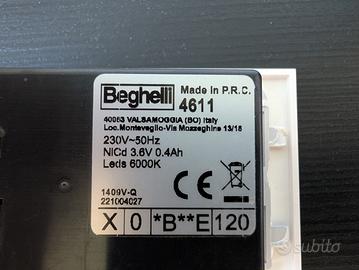 Beghelli
Made in P.R.C.
4611
40053 VALSAMOGGIA (BO) Italy
Loc.Monteveglio-Via Mozzeghine 13/15
230V~50Hz
NiCd 3.6V 0.4Ah
Leds 6000K
1409V-Q
221004027
CE
X 0 *B**E 120
subito